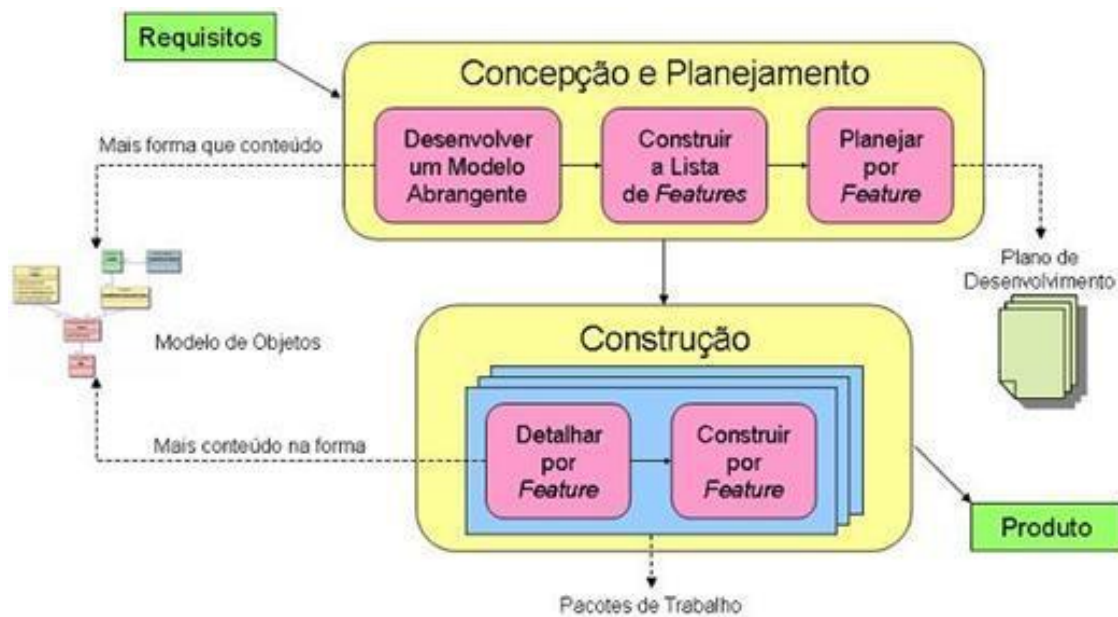 Requisitos
Concepção e Planejamento
Mais forma que conteúdo
Desenvolver
um Modelo
Abrangente
Construir
a Lista
de Features
Planejar
por
Feature
Plano de
Desenvolvimento
Modelo de Objetos
Construção
Mais conteúdo na forma
Detalhar
por
Feature
Construir
por
Feature
Produto
Pacotes de Trabalho